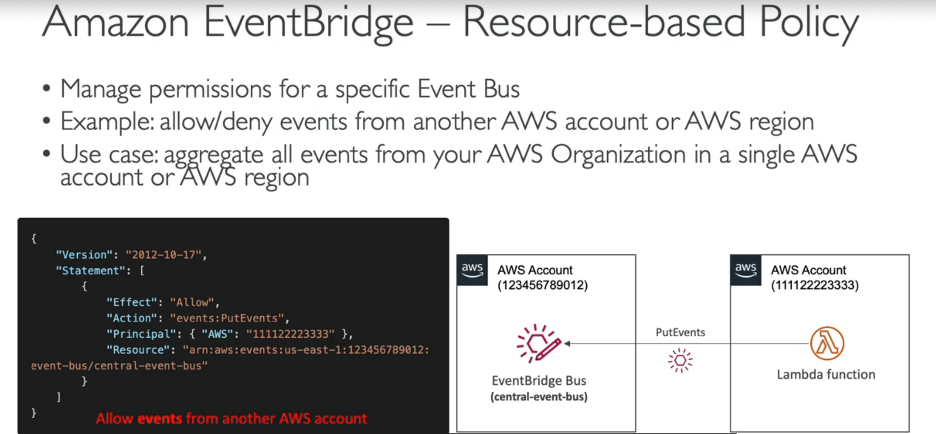 Amazon EventBridge – Resource-based Policy
• Manage permissions for a specific Event Bus
• Example: allow/deny events from another AWS account or AWS region
• Use case: aggregate all events from your AWS Organization in a single AWS
account or AWS region
{
"Version": "2012-10-17",
"Statement": [
{
"Effect": "Allow",
"Action": "events:PutEvents",
"Principal": { "AWS": "111122223333" },
"Resource": "arn:aws:events:us-east-1:123456789012:
event-bus/central-event-bus"
}
]
}
Allow events from another AWS account
aws
AWS Account
(123456789012)
EventBridge Bus
(central-event-bus)
PutEvents
aws
AWS Account
(111122223333)
Lambda function